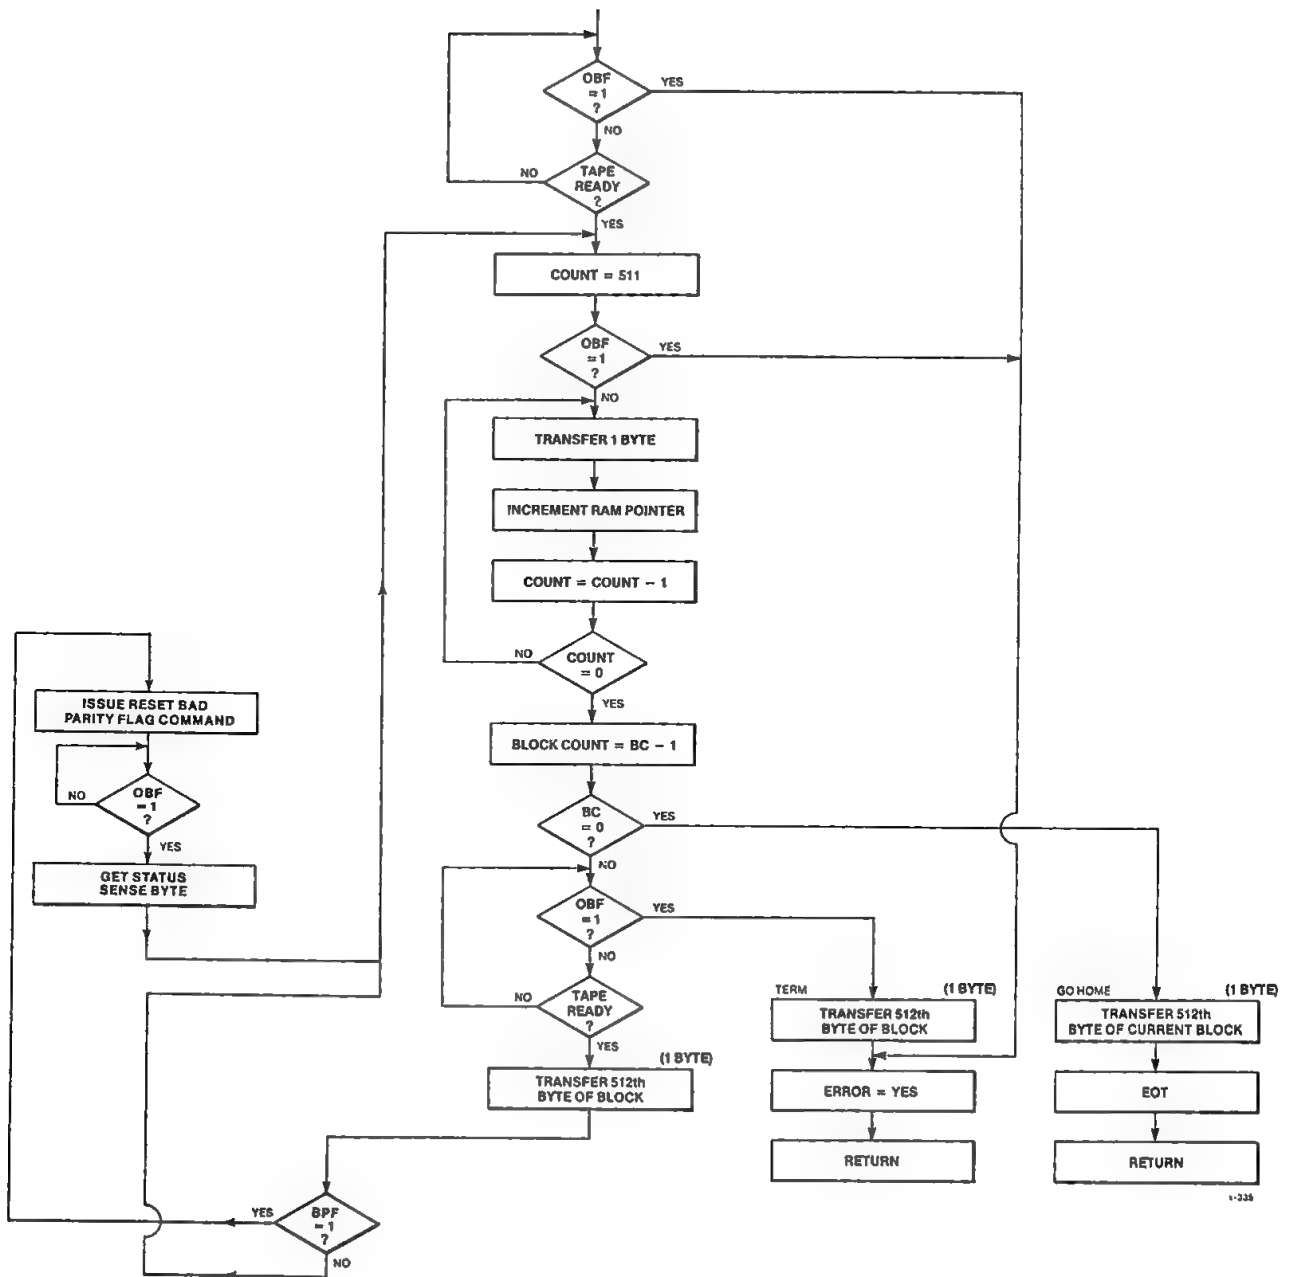 OBF
= 1
?
YES
NO
TAPE
READY
?
NO
YES
COUNT = 511
OBF
= 1
?
YES
NO
TRANSFER 1 BYTE
INCREMENT RAM POINTER
COUNT = COUNT – 1
COUNT
= 0
NO
YES
BLOCK COUNT = BC – 1
BC
= 0
?
YES
NO
OBF
= 1
?
YES
NO
TAPE
READY
?
NO
YES
(1 BYTE)
TRANSFER 512th
BYTE OF BLOCK
BPF
= 1
?
YES
NO
ISSUE RESET BAD
PARITY FLAG COMMAND
OBF
= 1
?
NO
YES
GET STATUS
SENSE BYTE
TERM
(1 BYTE)
TRANSFER 512th
BYTE OF BLOCK
ERROR = YES
RETURN
GO HOME
(1 BYTE)
TRANSFER 512th
BYTE OF CURRENT BLOCK
EOT
RETURN